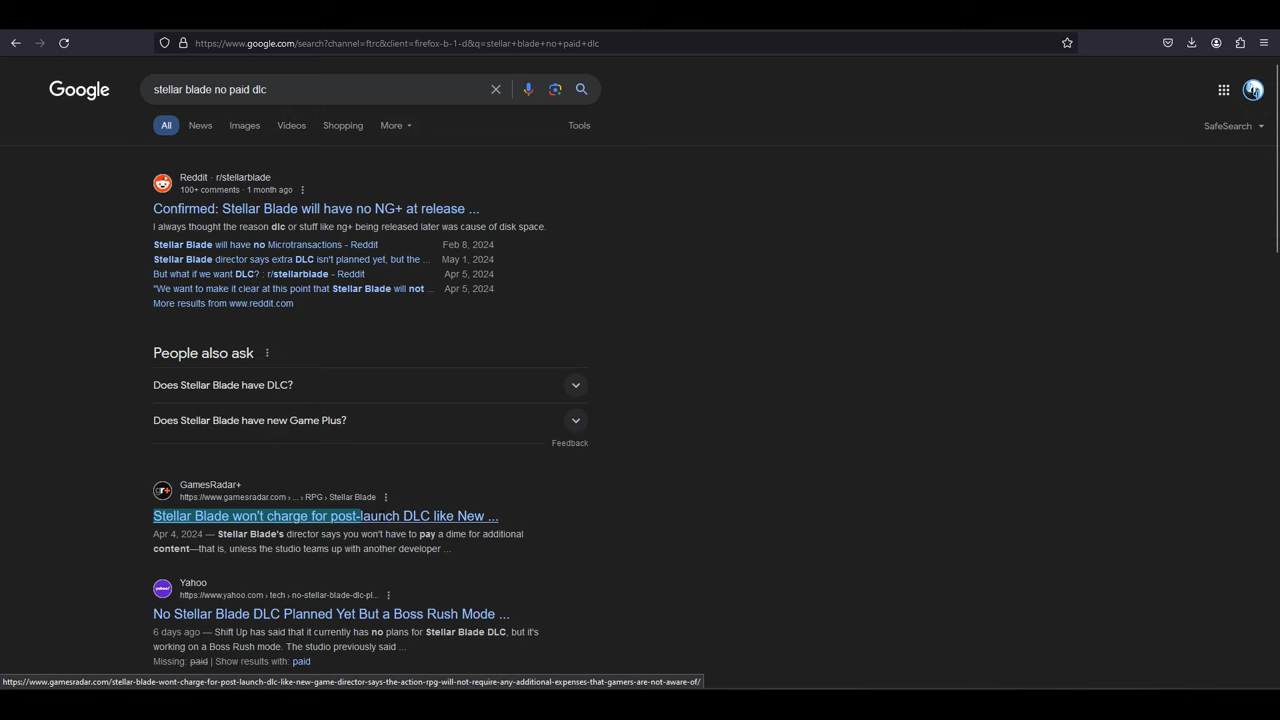 https://www.google.com/search?channel=ftrc&client=firefox-b-1-d&q=stellar+blade+no+paid+dlc
Google
stellar blade no paid dlc
All News Images Videos Shopping More Tools
SafeSearch
Reddit · r/stellarblade
100+ comments · 1 month ago
Confirmed: Stellar Blade will have no NG+ at release ...
I always thought the reason dlc or stuff like ng+ being released later was cause of disk space.
Stellar Blade will have no Microtransactions - Reddit Feb 8, 2024
Stellar Blade director says extra DLC isn't planned yet, but the ... May 1, 2024
But what if we want DLC? : r/stellarblade - Reddit Apr 5, 2024
"We want to make it clear at this point that Stellar Blade will not ... Apr 5, 2024
More results from www.reddit.com
People also ask
Does Stellar Blade have DLC?
Does Stellar Blade have new Game Plus?
Feedback
GamesRadar+
https://www.gamesradar.com › ... › RPG › Stellar Blade
Stellar Blade won't charge for post-launch DLC like New ...
Apr 4, 2024 — Stellar Blade's director says you won't have to pay a dime for additional
content—that is, unless the studio teams up with another developer ...
Yahoo
https://www.yahoo.com › tech › no-stellar-blade-dlc-pl...
No Stellar Blade DLC Planned Yet But a Boss Rush Mode ...
6 days ago — Shift Up has said that it currently has no plans for Stellar Blade DLC, but it's
working on a Boss Rush mode. The studio previously said ...
Missing: paid | Show results with: paid
https://www.gamesradar.com/stellar-blade-wont-charge-for-post-launch-dlc-like-new-game-director-says-the-action-rpg-will-not-require-any-additional-expenses-that-gamers-are-not-aware-of/